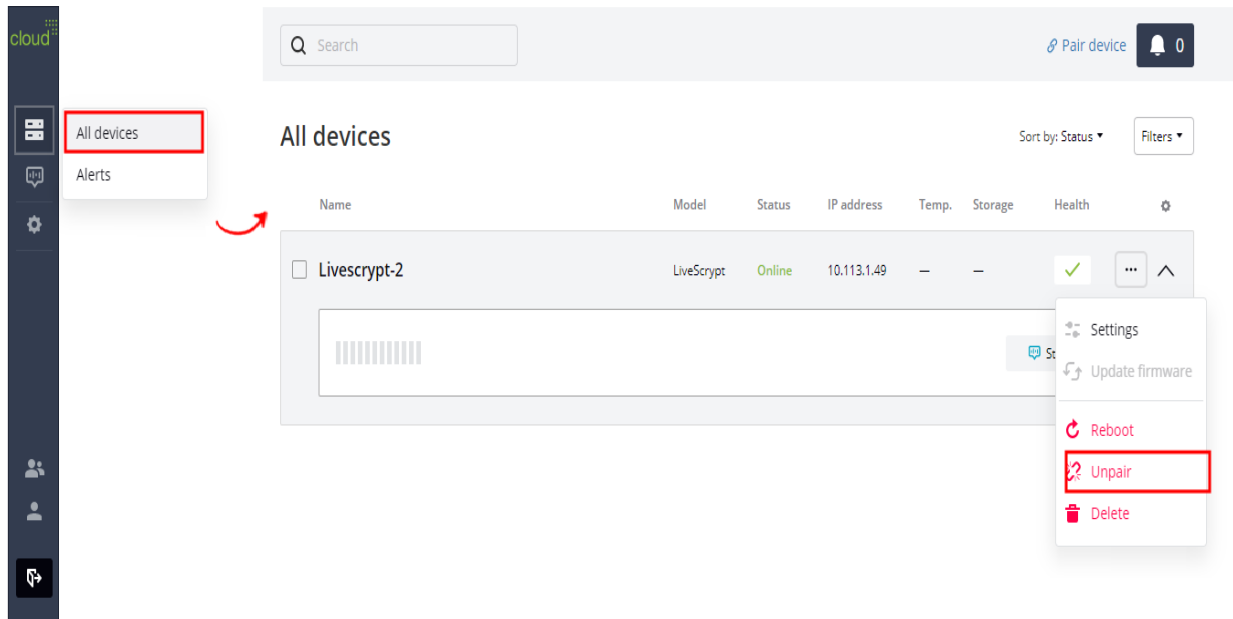 cloud
Search
Pair device
0
All devices
Alerts
All devices
Sort by: Status
Filters
Name Model Status IP address Temp. Storage Health
Livescrypt-2 LiveScrypt Online 10.113.1.49 – –
Settings
Update firmware
Reboot
Unpair
Delete